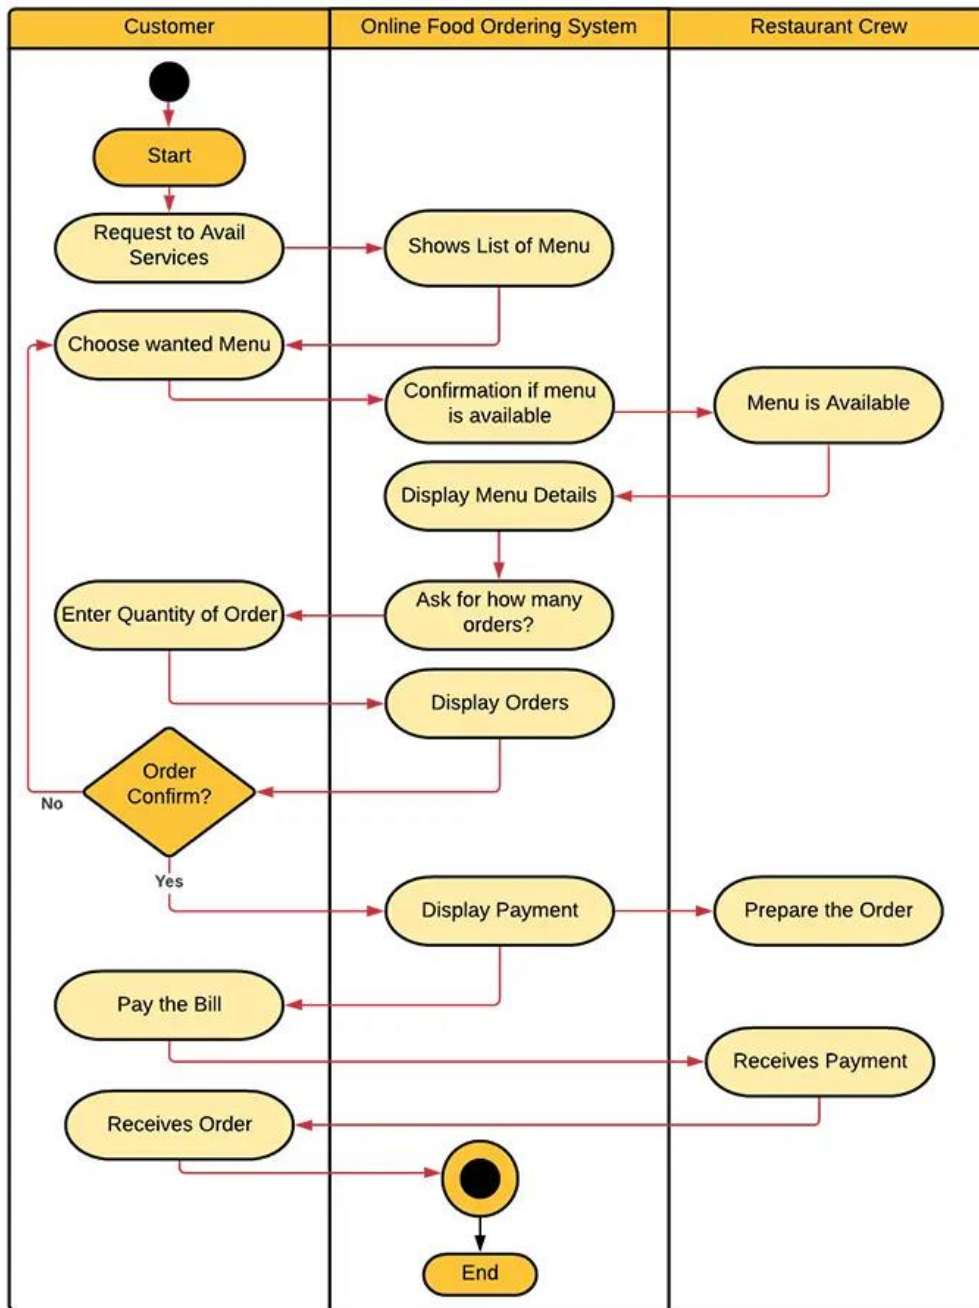 Customer
Online Food Ordering System
Restaurant Crew
Start
Request to Avail
Services
Shows List of Menu
Choose wanted Menu
Confirmation if menu
is available
Menu is Available
Display Menu Details
Ask for how many
orders?
Enter Quantity of Order
Display Orders
Order
Confirm?
No
Yes
Display Payment
Prepare the Order
Pay the Bill
Receives Payment
Receives Order
End